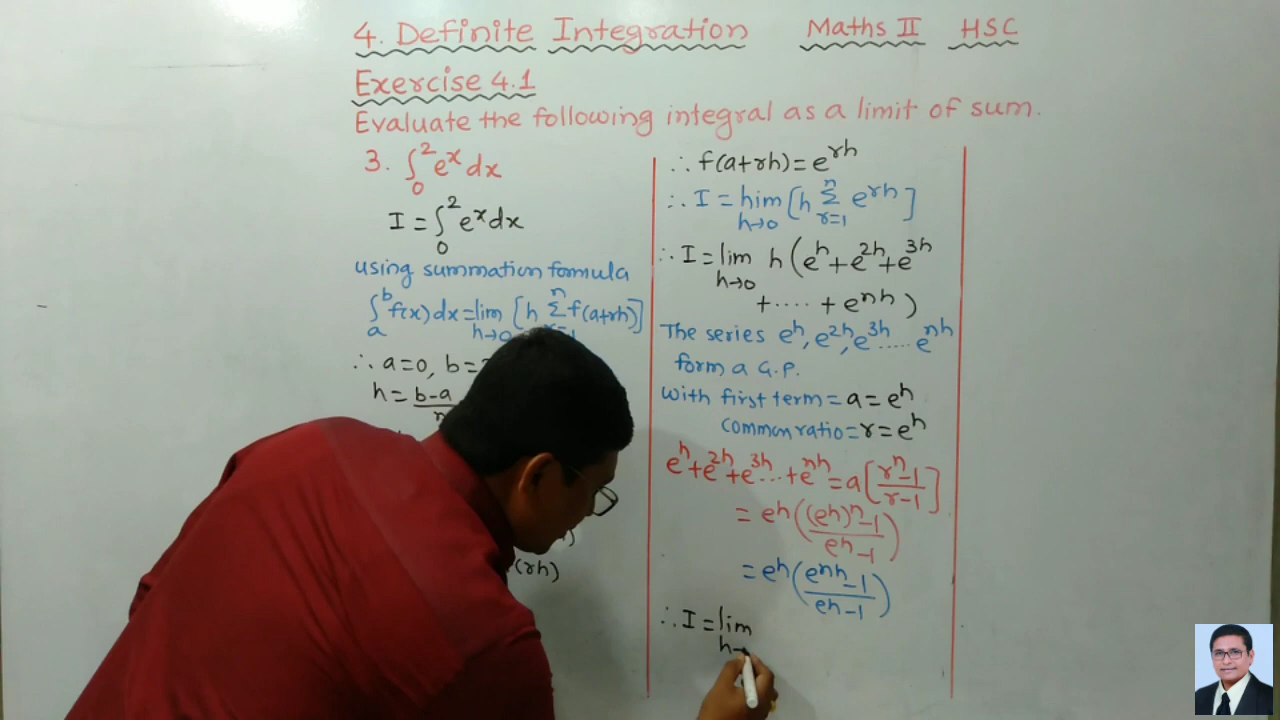 4. Definite Integration Maths II HSC
Exercise 4.1
Evaluate the following integral as a limit of sum.
3. ∫₀² eˣ dx
I = ∫₀² eˣ dx
using summation formula
∫ₐᵇ f(x) dx = lim h→0 [h Σⁿ f(a+rh)]
∴ a=0, b=
h = b-a
(rh)
∴ f(a+rh) = e^rh
∴ I = him h→0 [h Σ_{r=1}^{n} e^rh]
∴ I = lim h→0 h (e^h + e^2h + e^3h
+ ..... + e^nh)
The series e^h, e^2h, e^3h ..... e^nh
form a G.P.
with first term = a = e^h
common ratio = r = e^h
e^h + e^2h + e^3h ... + e^nh = a [(r^n - 1)/(r - 1)]
= e^h (((e^h)^n - 1)/(e^h - 1))
= e^h ((e^nh - 1)/(e^h - 1))
∴ I = lim
h→